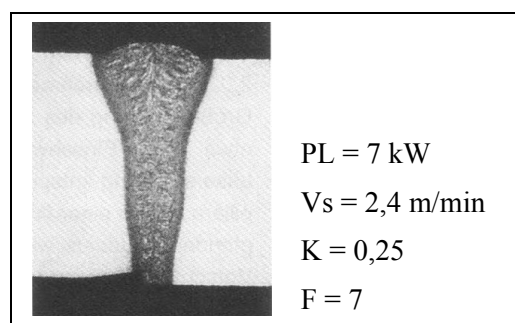 PL = 7 kW
Vs = 2,4 m/min
K = 0,25
F = 7